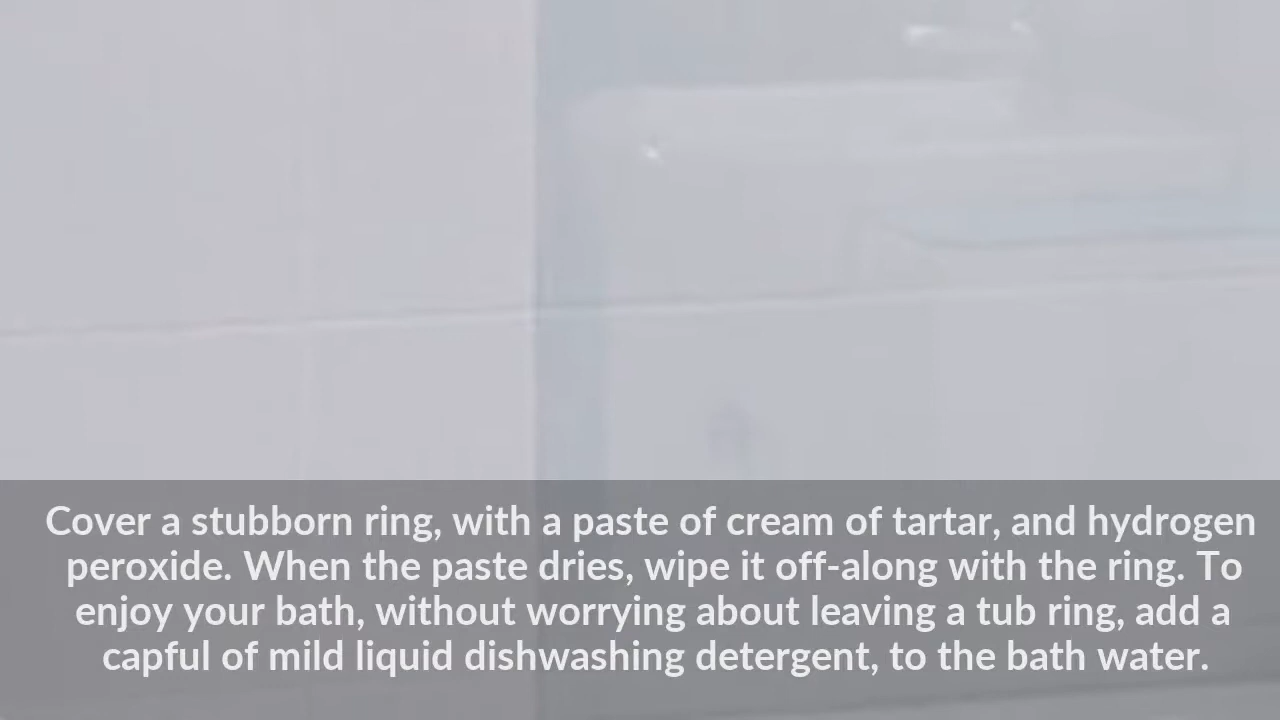 Cover a stubborn ring, with a paste of cream of tartar, and hydrogen
peroxide. When the paste dries, wipe it off-along with the ring. To
enjoy your bath, without worrying about leaving a tub ring, add a
capful of mild liquid dishwashing detergent, to the bath water.